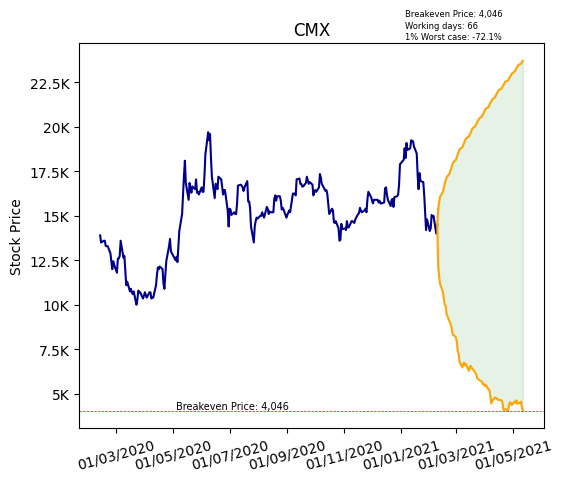 Breakeven Price: 4,046
Working days: 66
1% Worst case: -72.1%
CMX
Stock Price
22.5K
20K
17.5K
15K
12.5K
10K
7.5K
5K
Breakeven Price: 4,046
01/03/2020
01/05/2020
01/07/2020
01/09/2020
01/11/2020
01/01/2021
01/03/2021
01/05/2021